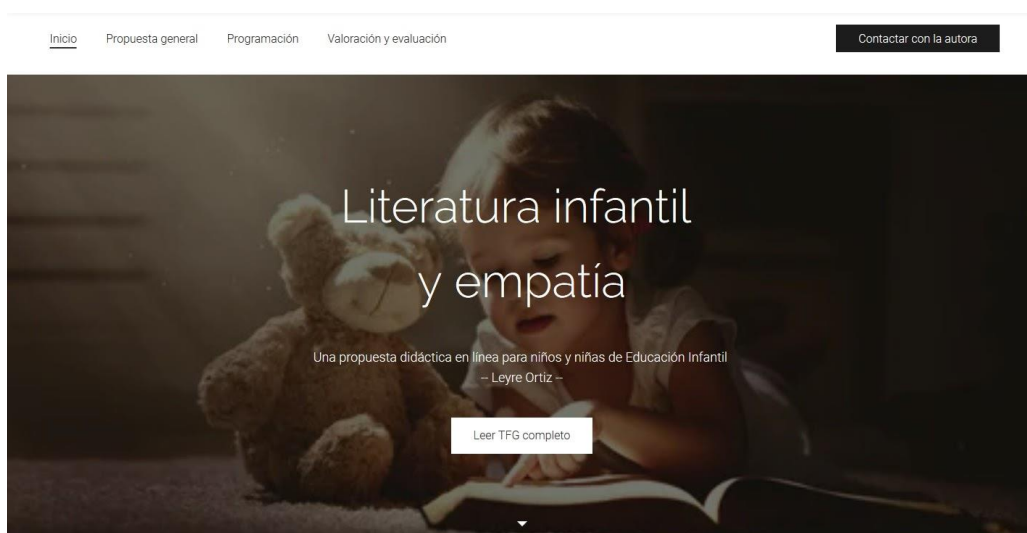 Inicio Propuesta general Programación Valoración y evaluación Contactar con la autora
Literatura infantil
y empatía
Una propuesta didáctica en línea para niños y niñas de Educación Infantil
-- Leyre Ortiz --
Leer TFG completo